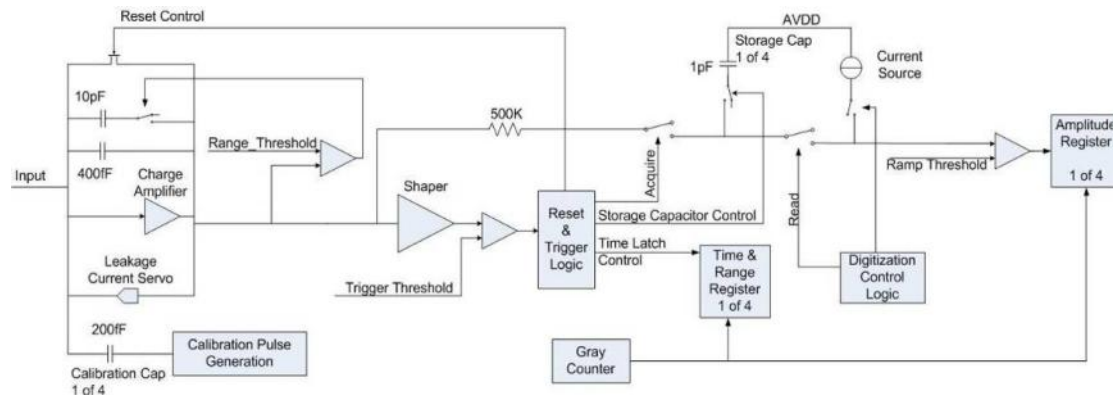 Reset Control
AVDD
Storage Cap
1 of 4
1pF
Current
Source
10pF
500K
Range_Threshold
400fF
Input
Charge
Amplifier
Shaper
Acquire
Amplitude
Register
1 of 4
Ramp Threshold
Reset
&
Trigger
Logic
Storage Capacitor Control
Read
Time Latch
Control
Leakage
Current Servo
Trigger Threshold
Time &
Range
Register
1 of 4
Digitization
Control
Logic
200fF
Calibration Pulse
Generation
Calibration Cap
1 of 4
Gray
Counter